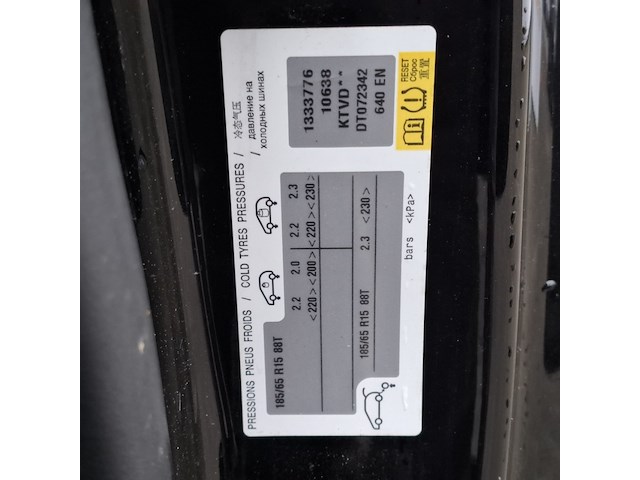 PRESSIONS PNEUS FROIDS / COLD TYRES PRESSURES / 冷态气压
/ давление на
холодных шинах
185/65 R15 88T
2.2 2.0 2.2 2.3
<220> <200> <220> <230>
185/65 R15 88T 2.3 <230>
bars <kPa>
1333776
10638
KTVD**
DT072342
640 EN
RESET
Сброс
重置